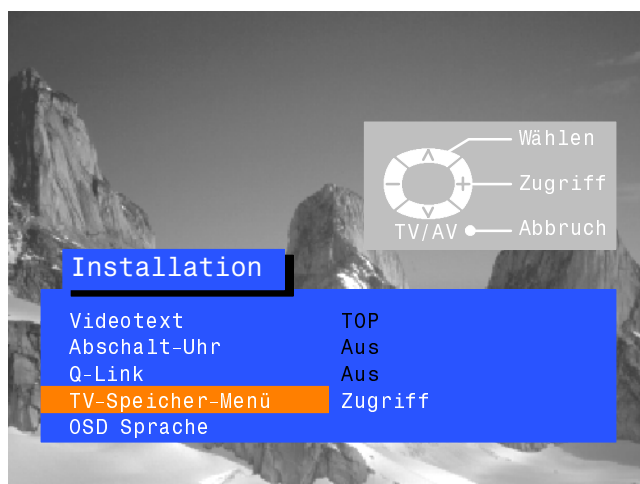 Wählen
Zugriff
TV/AV Abbruch
Installation
Videotext TOP
Abschalt-Uhr Aus
Q-Link Aus
TV-Speicher-Menü Zugriff
OSD Sprache